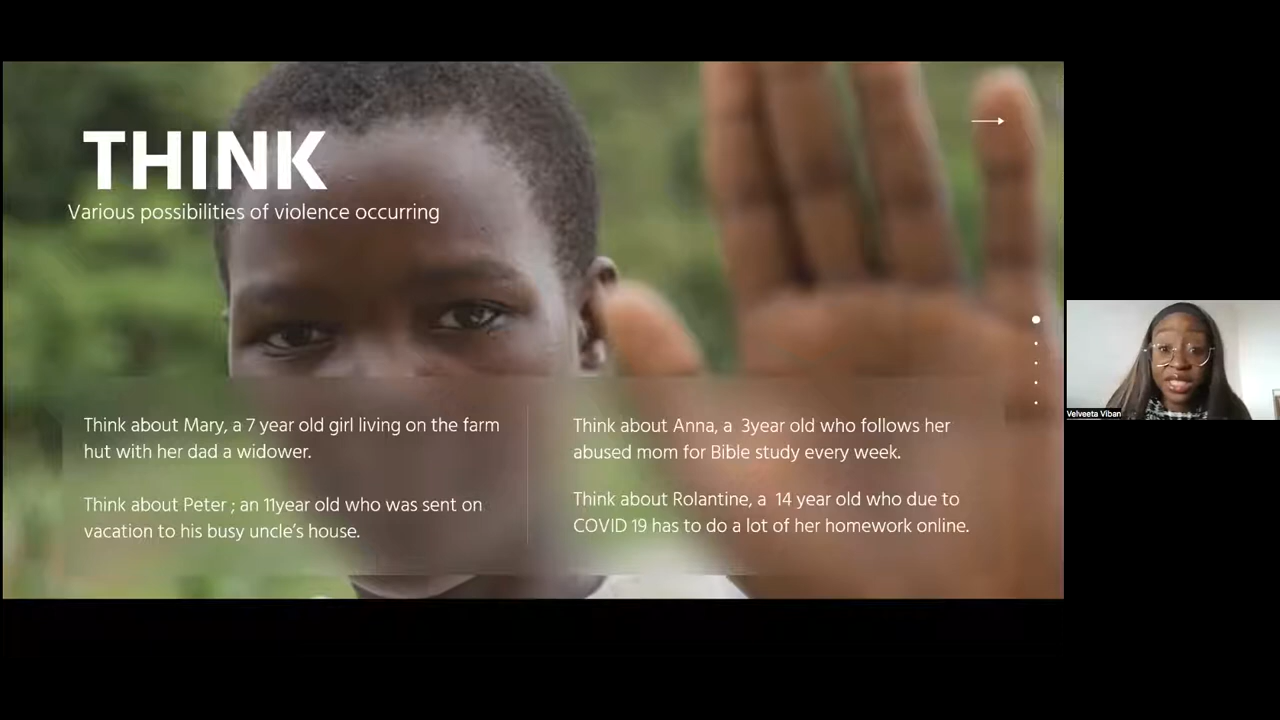 THINK
Various possibilities of violence occurring
Think about Mary, a 7 year old girl living on the farm
hut with her dad a widower.
Think about Peter ; an 11year old who was sent on
vacation to his busy uncle's house.
Think about Anna, a 3year old who follows her
abused mom for Bible study every week.
Think about Rolantine, a 14 year old who due to
COVID 19 has to do a lot of her homework online.
Velveeta Viban